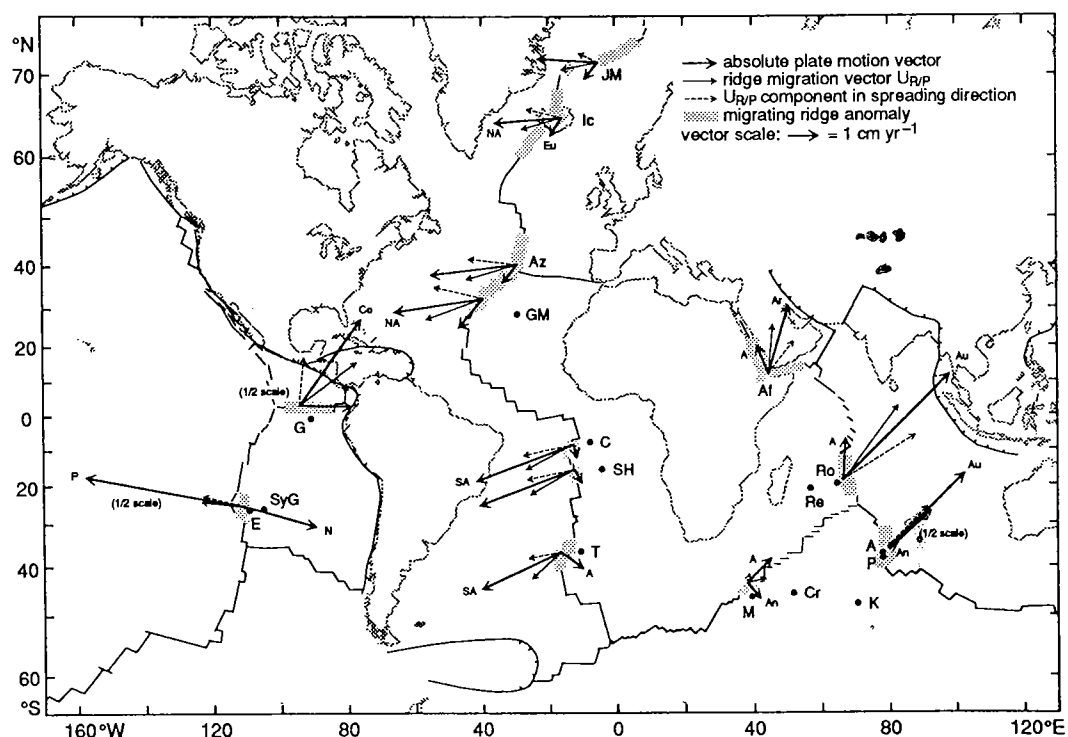 °N
70
60
40
20
0
20
40
60
°S
160
°W
120
80
40
0
40
80
120°E
absolute plate motion vector
ridge migration vector U_R/P
U_R/P component in spreading direction
migrating ridge anomaly
vector scale: → = 1 cm yr⁻¹
JM
Ic
NA
Eu
Az
GM
NA
Co
(1/2 scale)
G
Ar
A
Af
Au
A
Ro
Re
C
SH
SA
P
(1/2 scale)
SyG
E
N
Au
(1/2 scale)
A
An
P
T
A
SA
A
I
M
An
Cr
K